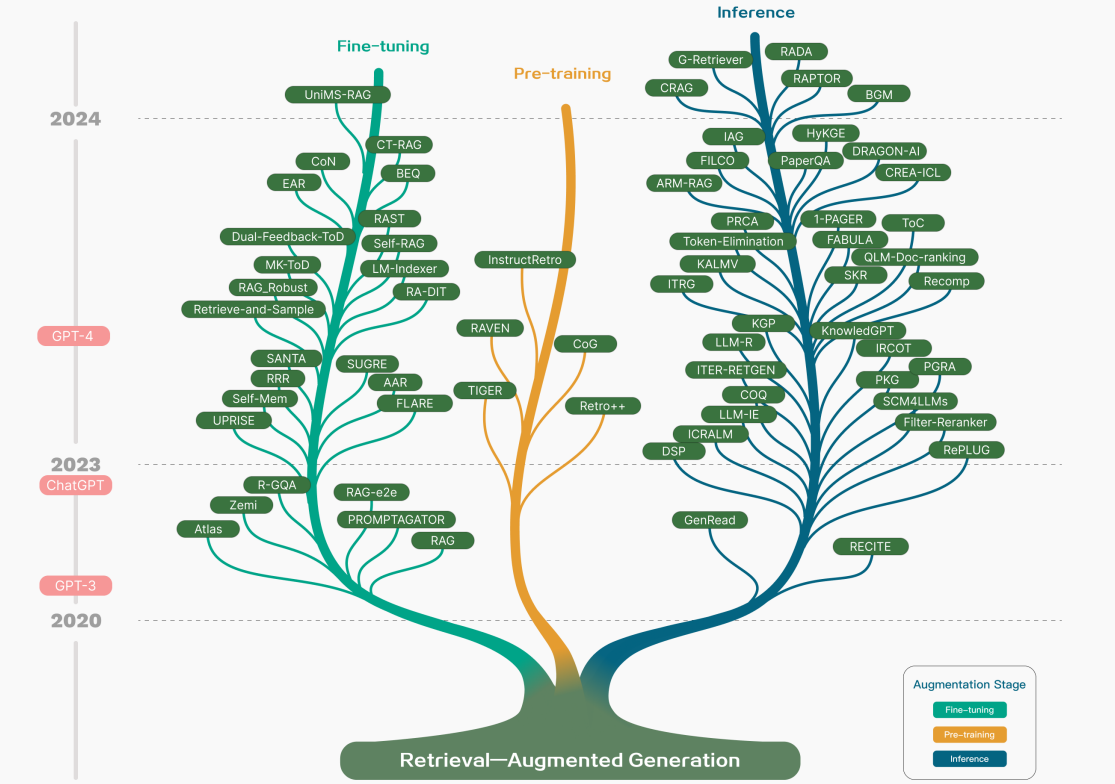 Inference
Fine-tuning
Pre-training
RADA
G-Retriever
RAPTOR
CRAG
BGM
UniMS-RAG
2024
HyKGE
IAG
CT-RAG
DRAGON-AI
CoN
FILCO
PaperQA
BEQ
CREA-ICL
EAR
ARM-RAG
RAST
PRCA
1-PAGER
ToC
Dual-Feedback-ToD
Self-RAG
Token-Elimination
FABULA
QLM-Doc-ranking
InstructRetro
MK-ToD
LM-Indexer
KALMV
SKR
Recomp
RAG_Robust
RA-DIT
ITRG
Retrieve-and-Sample
GPT-4
RAVEN
KGP
KnowledGPT
CoG
LLM-R
IRCOT
SANTA
SUGRE
ITER-RETGEN
PGRA
RRR
AAR
PKG
TIGER
COQ
Self-Mem
FLARE
Retro++
SCM4LLMs
LLM-IE
UPRISE
Filter-Reranker
ICRALM
DSP
RePLUG
2023
ChatGPT
R-GQA
RAG-e2e
Zemi
PROMPTAGATOR
GenRead
Atlas
RAG
RECITE
GPT-3
2020
Augmentation Stage
Fine-tuning
Pre-training
Inference
Retrieval—Augmented Generation